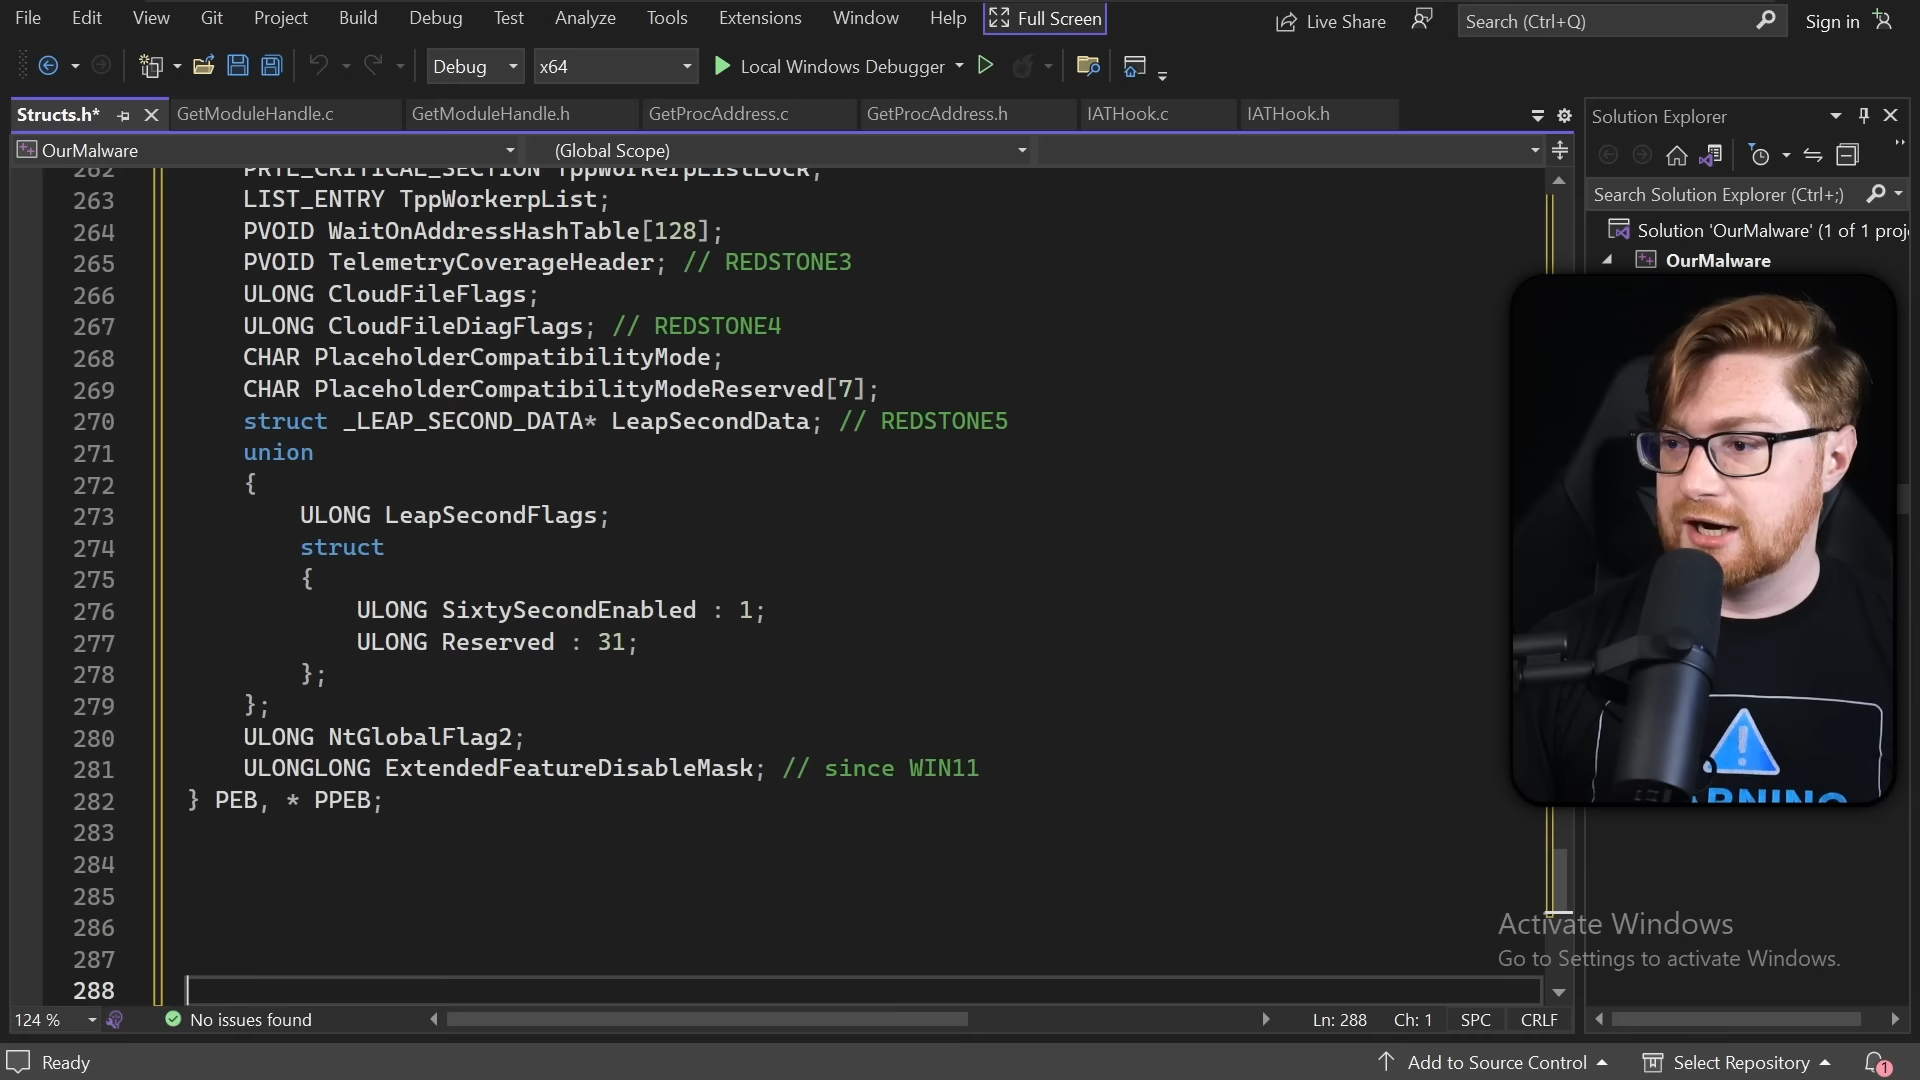 File Edit View Git Project Build Debug Test Analyze Tools Extensions Window Help Full Screen Live Share Search (Ctrl+Q) Sign in
Debug x64 Local Windows Debugger
Structs.h* GetModuleHandle.c GetModuleHandle.h GetProcAddress.c GetProcAddress.h IATHook.c IATHook.h Solution Explorer
OurMalware (Global Scope)
262 PRTL_CRITICAL_SECTION TppWorkerpListLock;
263 LIST_ENTRY TppWorkerpList;
264 PVOID WaitOnAddressHashTable[128];
265 PVOID TelemetryCoverageHeader; // REDSTONE3
266 ULONG CloudFileFlags;
267 ULONG CloudFileDiagFlags; // REDSTONE4
268 CHAR PlaceholderCompatibilityMode;
269 CHAR PlaceholderCompatibilityModeReserved[7];
270 struct _LEAP_SECOND_DATA* LeapSecondData; // REDSTONE5
271 union
272 {
273 ULONG LeapSecondFlags;
274 struct
275 {
276 ULONG SixtySecondEnabled : 1;
277 ULONG Reserved : 31;
278 };
279 };
280 ULONG NtGlobalFlag2;
281 ULONGLONG ExtendedFeatureDisableMask; // since WIN11
282 } PEB, * PPEB;
283
284
285
286
287
288
Search Solution Explorer (Ctrl+;)
Solution 'OurMalware' (1 of 1 proj
OurMalware
Activate Windows
Go to Settings to activate Windows.
124 % No issues found Ln: 288 Ch: 1 SPC CRLF
Ready Add to Source Control Select Repository 1